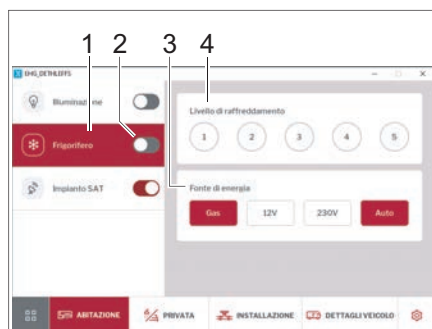 1 2 3 4
ENG_DETHLEFFS
Illuminazione
Livello di raffreddamento
1 2 3 4 5
Frigorifero
Impianto SAT
Fonte di energia
Gas 12V 230V Auto
ABITAZIONE PRIVATA INSTALLAZIONE DETTAGLI VEICOLO